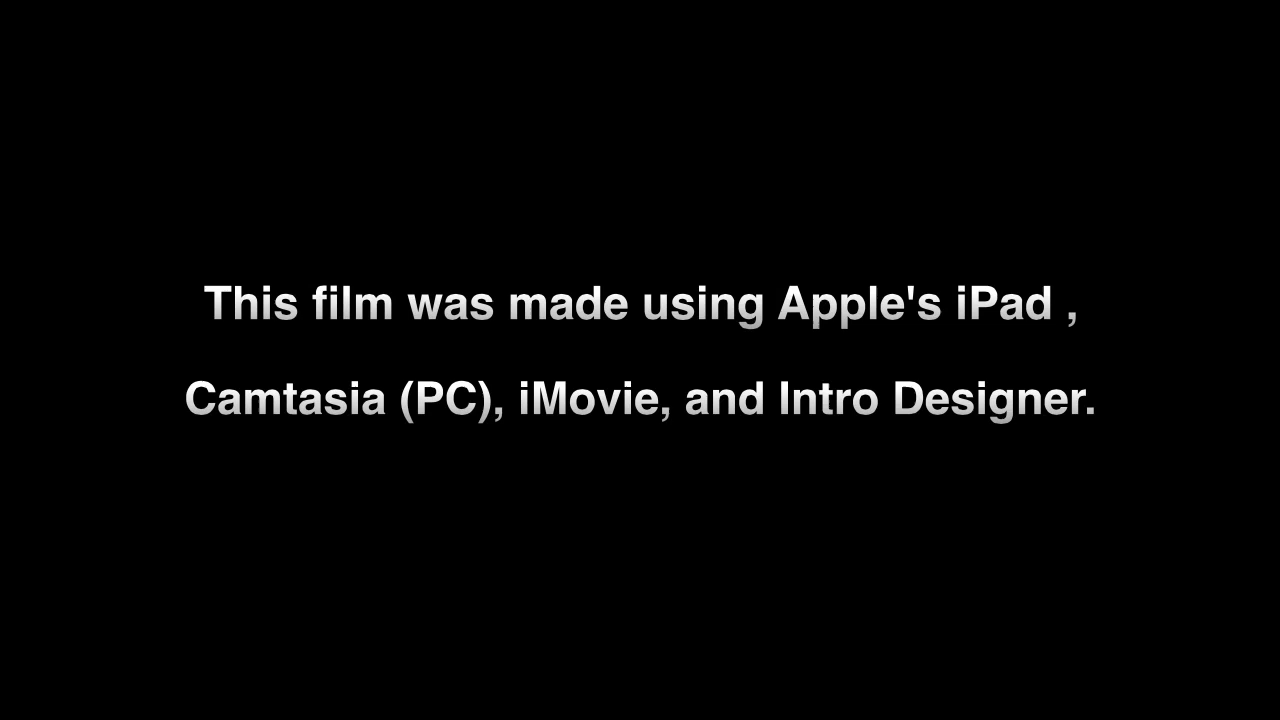 This film was made using Apple's iPad ,
Camtasia (PC), iMovie, and Intro Designer.